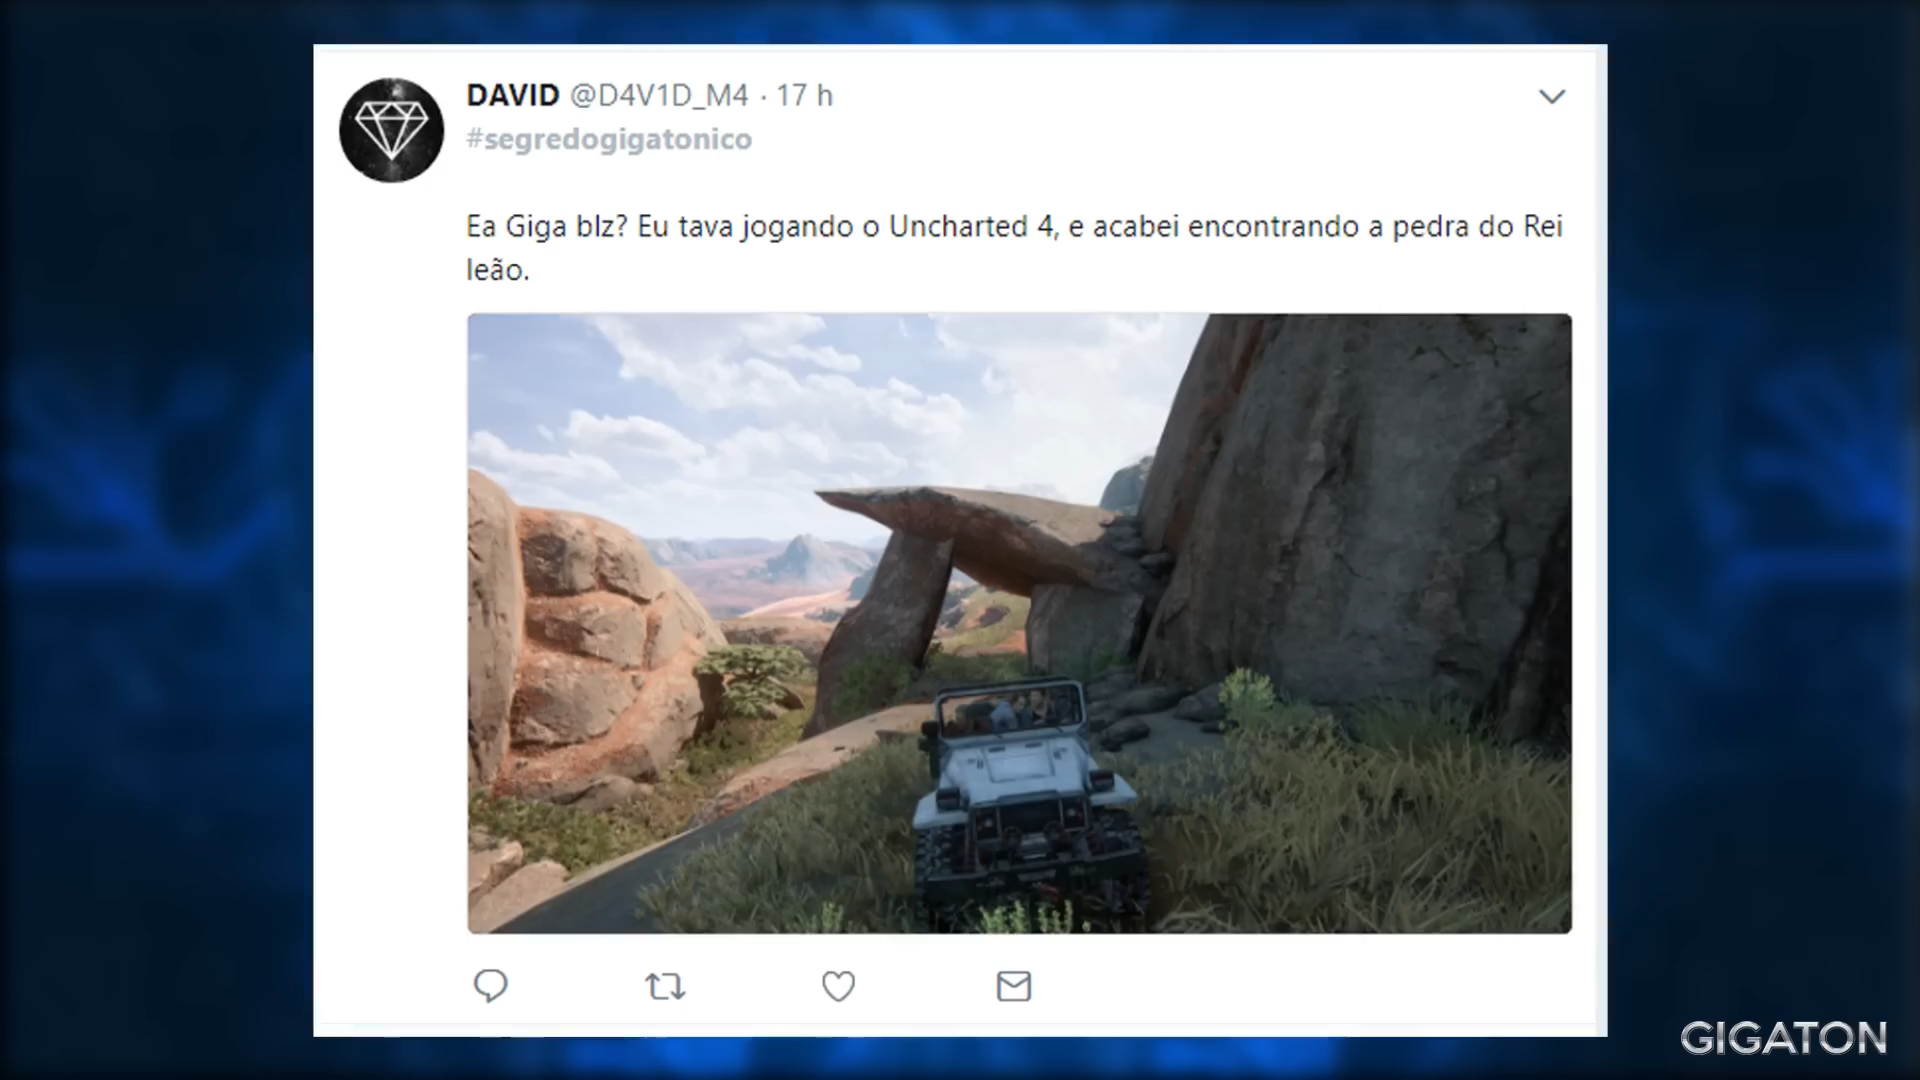 DAVID @D4V1D_M4 · 17 h
#segredogigatonico
Ea Giga blz? Eu tava jogando o Uncharted 4, e acabei encontrando a pedra do Rei
leão.
GIGATON